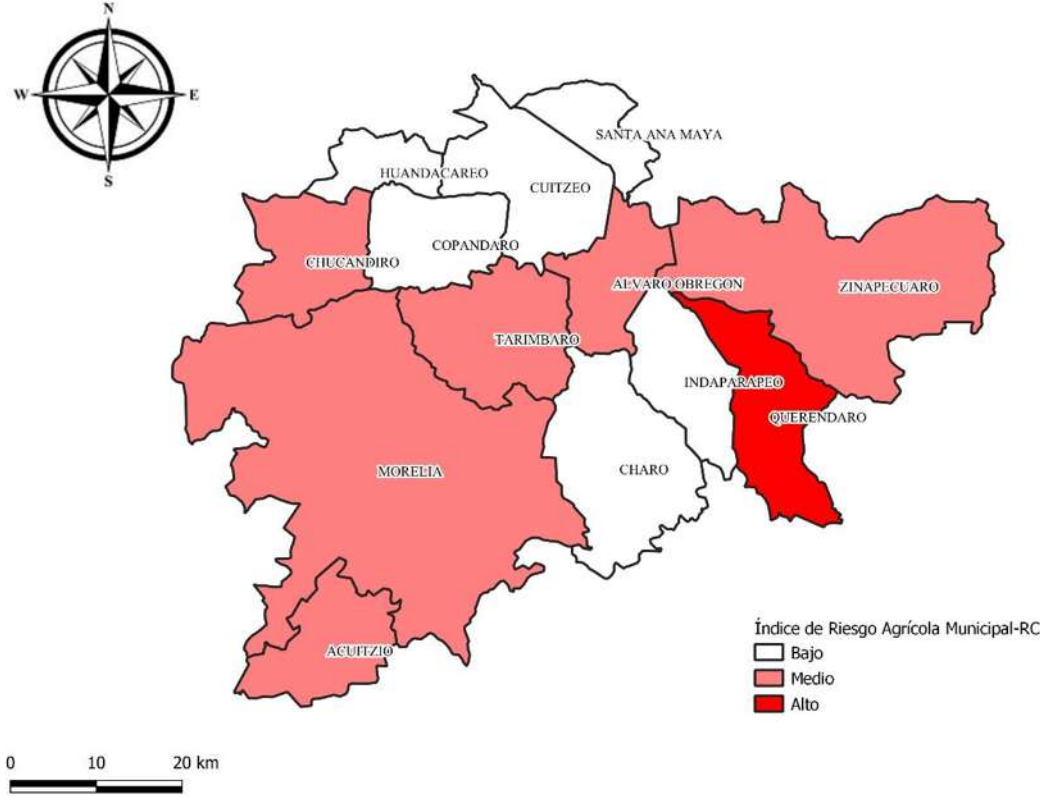 N
W
E
S
SANTA ANA MAYA
HUANDACAREO
CUITZEO
COPANDARO
CHUCANDIRO
ALVARO OBREGON
ZINAPECUARO
TARIMBARO
INDAPARAPEO
QUERENDARO
MORELIA
CHARO
ACUITZIO
Índice de Riesgo Agrícola Municipal-RC
Bajo
Medio
Alto
0 10 20 km